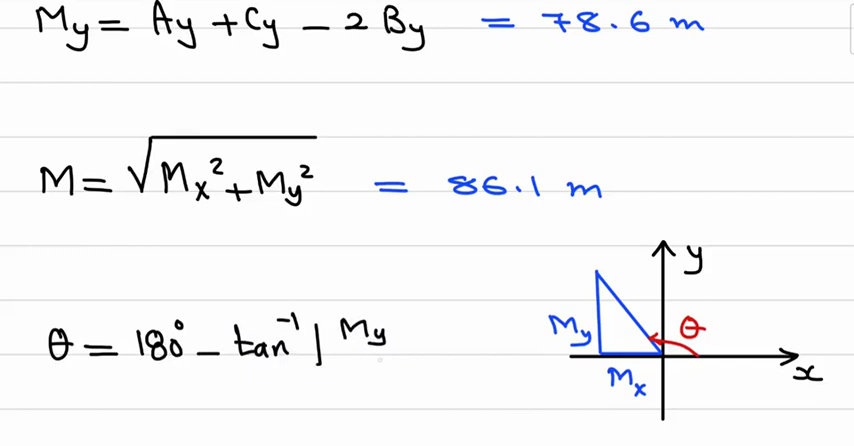 My = Ay + Cy − 2 By = 78.6 m
M = √Mx² + My² = 86.1 m
y
θ = 180° − tan⁻¹ | My
My θ
x
Mx